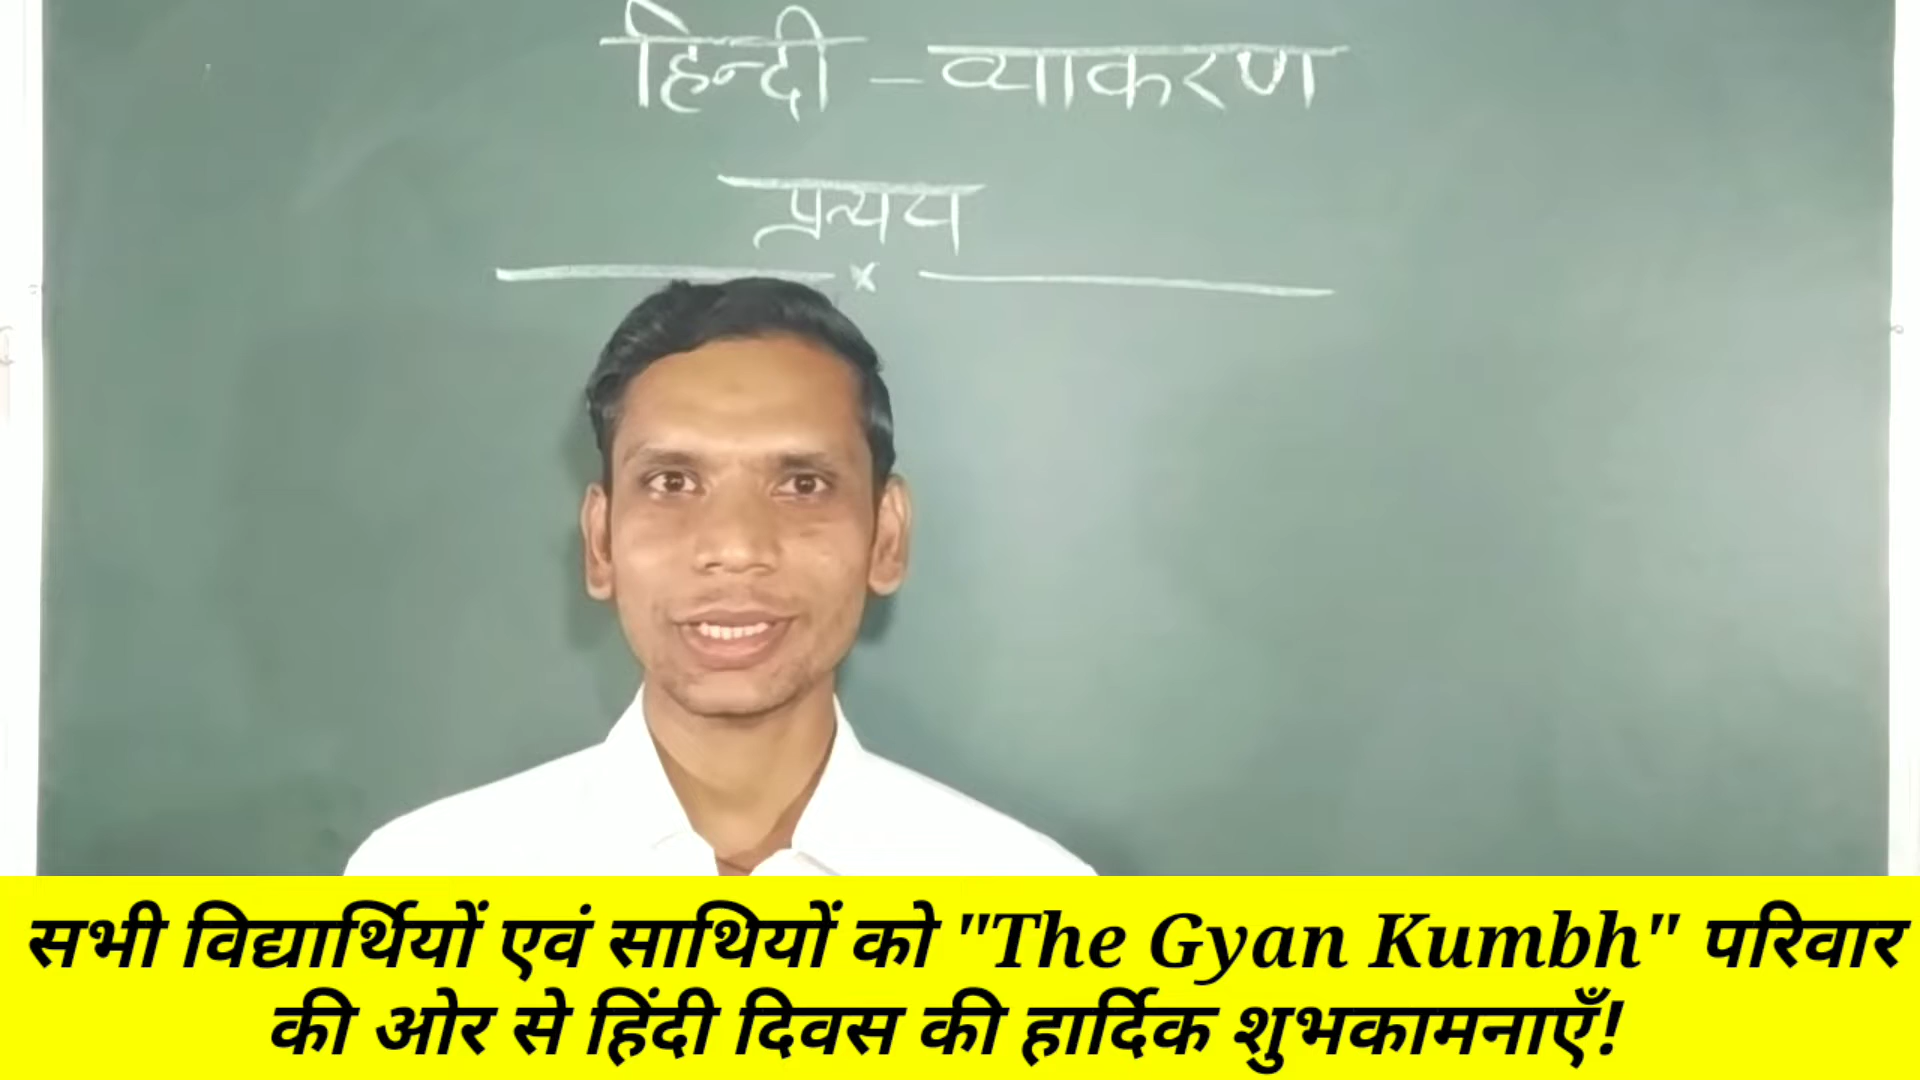 हिन्दी – व्याकरण
प्रत्यय
x
सभी विद्यार्थियों एवं साथियों को "The Gyan Kumbh" परिवार
की ओर से हिंदी दिवस की हार्दिक शुभकामनाएँ!